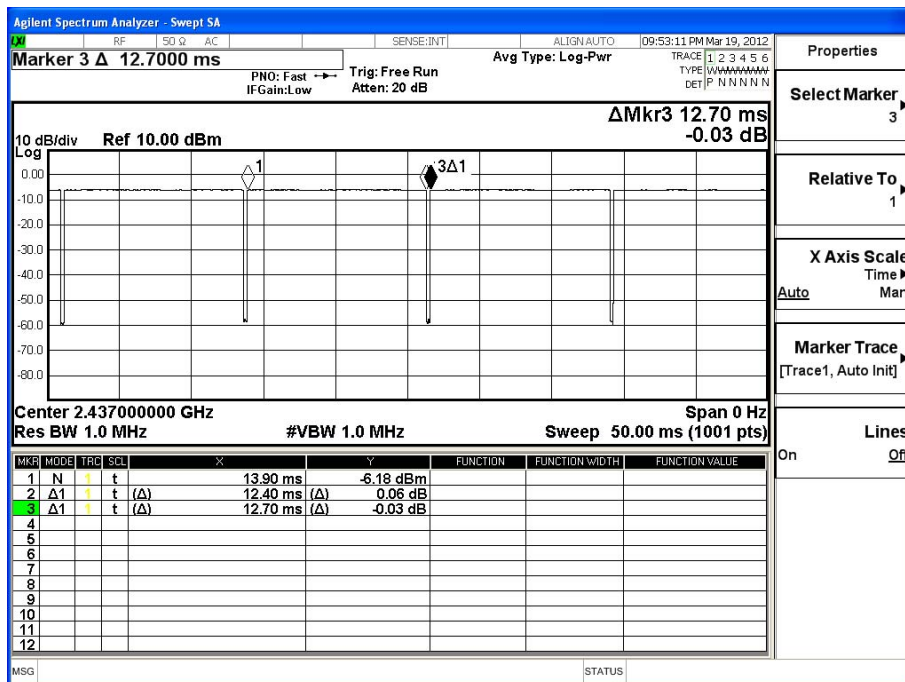 Agilent Spectrum Analyzer - Swept SA
LXI RF 50 Ω AC SENSE:INT ALIGN AUTO 09:53:11 PM Mar 19, 2012
Marker 3 Δ 12.7000 ms
PNO: Fast
IFGain:Low
Trig: Free Run
Atten: 20 dB
Avg Type: Log-Pwr
TRACE 1 2 3 4 5 6
TYPE WWWWWW
DET P N N N N N
ΔMkr3 12.70 ms
-0.03 dB
10 dB/div Ref 10.00 dBm
Log
0.00
-10.0
-20.0
-30.0
-40.0
-50.0
-60.0
-70.0
-80.0
1
3Δ1
Center 2.437000000 GHz Span 0 Hz
Res BW 1.0 MHz #VBW 1.0 MHz Sweep 50.00 ms (1001 pts)
MKR MODE TRC SCL X Y FUNCTION FUNCTION WIDTH FUNCTION VALUE
1 N 1 t 13.90 ms -6.18 dBm
2 Δ1 1 t (Δ) 12.40 ms (Δ) 0.06 dB
3 Δ1 1 t (Δ) 12.70 ms (Δ) -0.03 dB
4
5
6
7
8
9
10
11
12
MSG STATUS
Properties
Select Marker
3
Relative To
1
X Axis Scale
Time
Auto Man
Marker Trace
[Trace1, Auto Init]
Lines
On Off